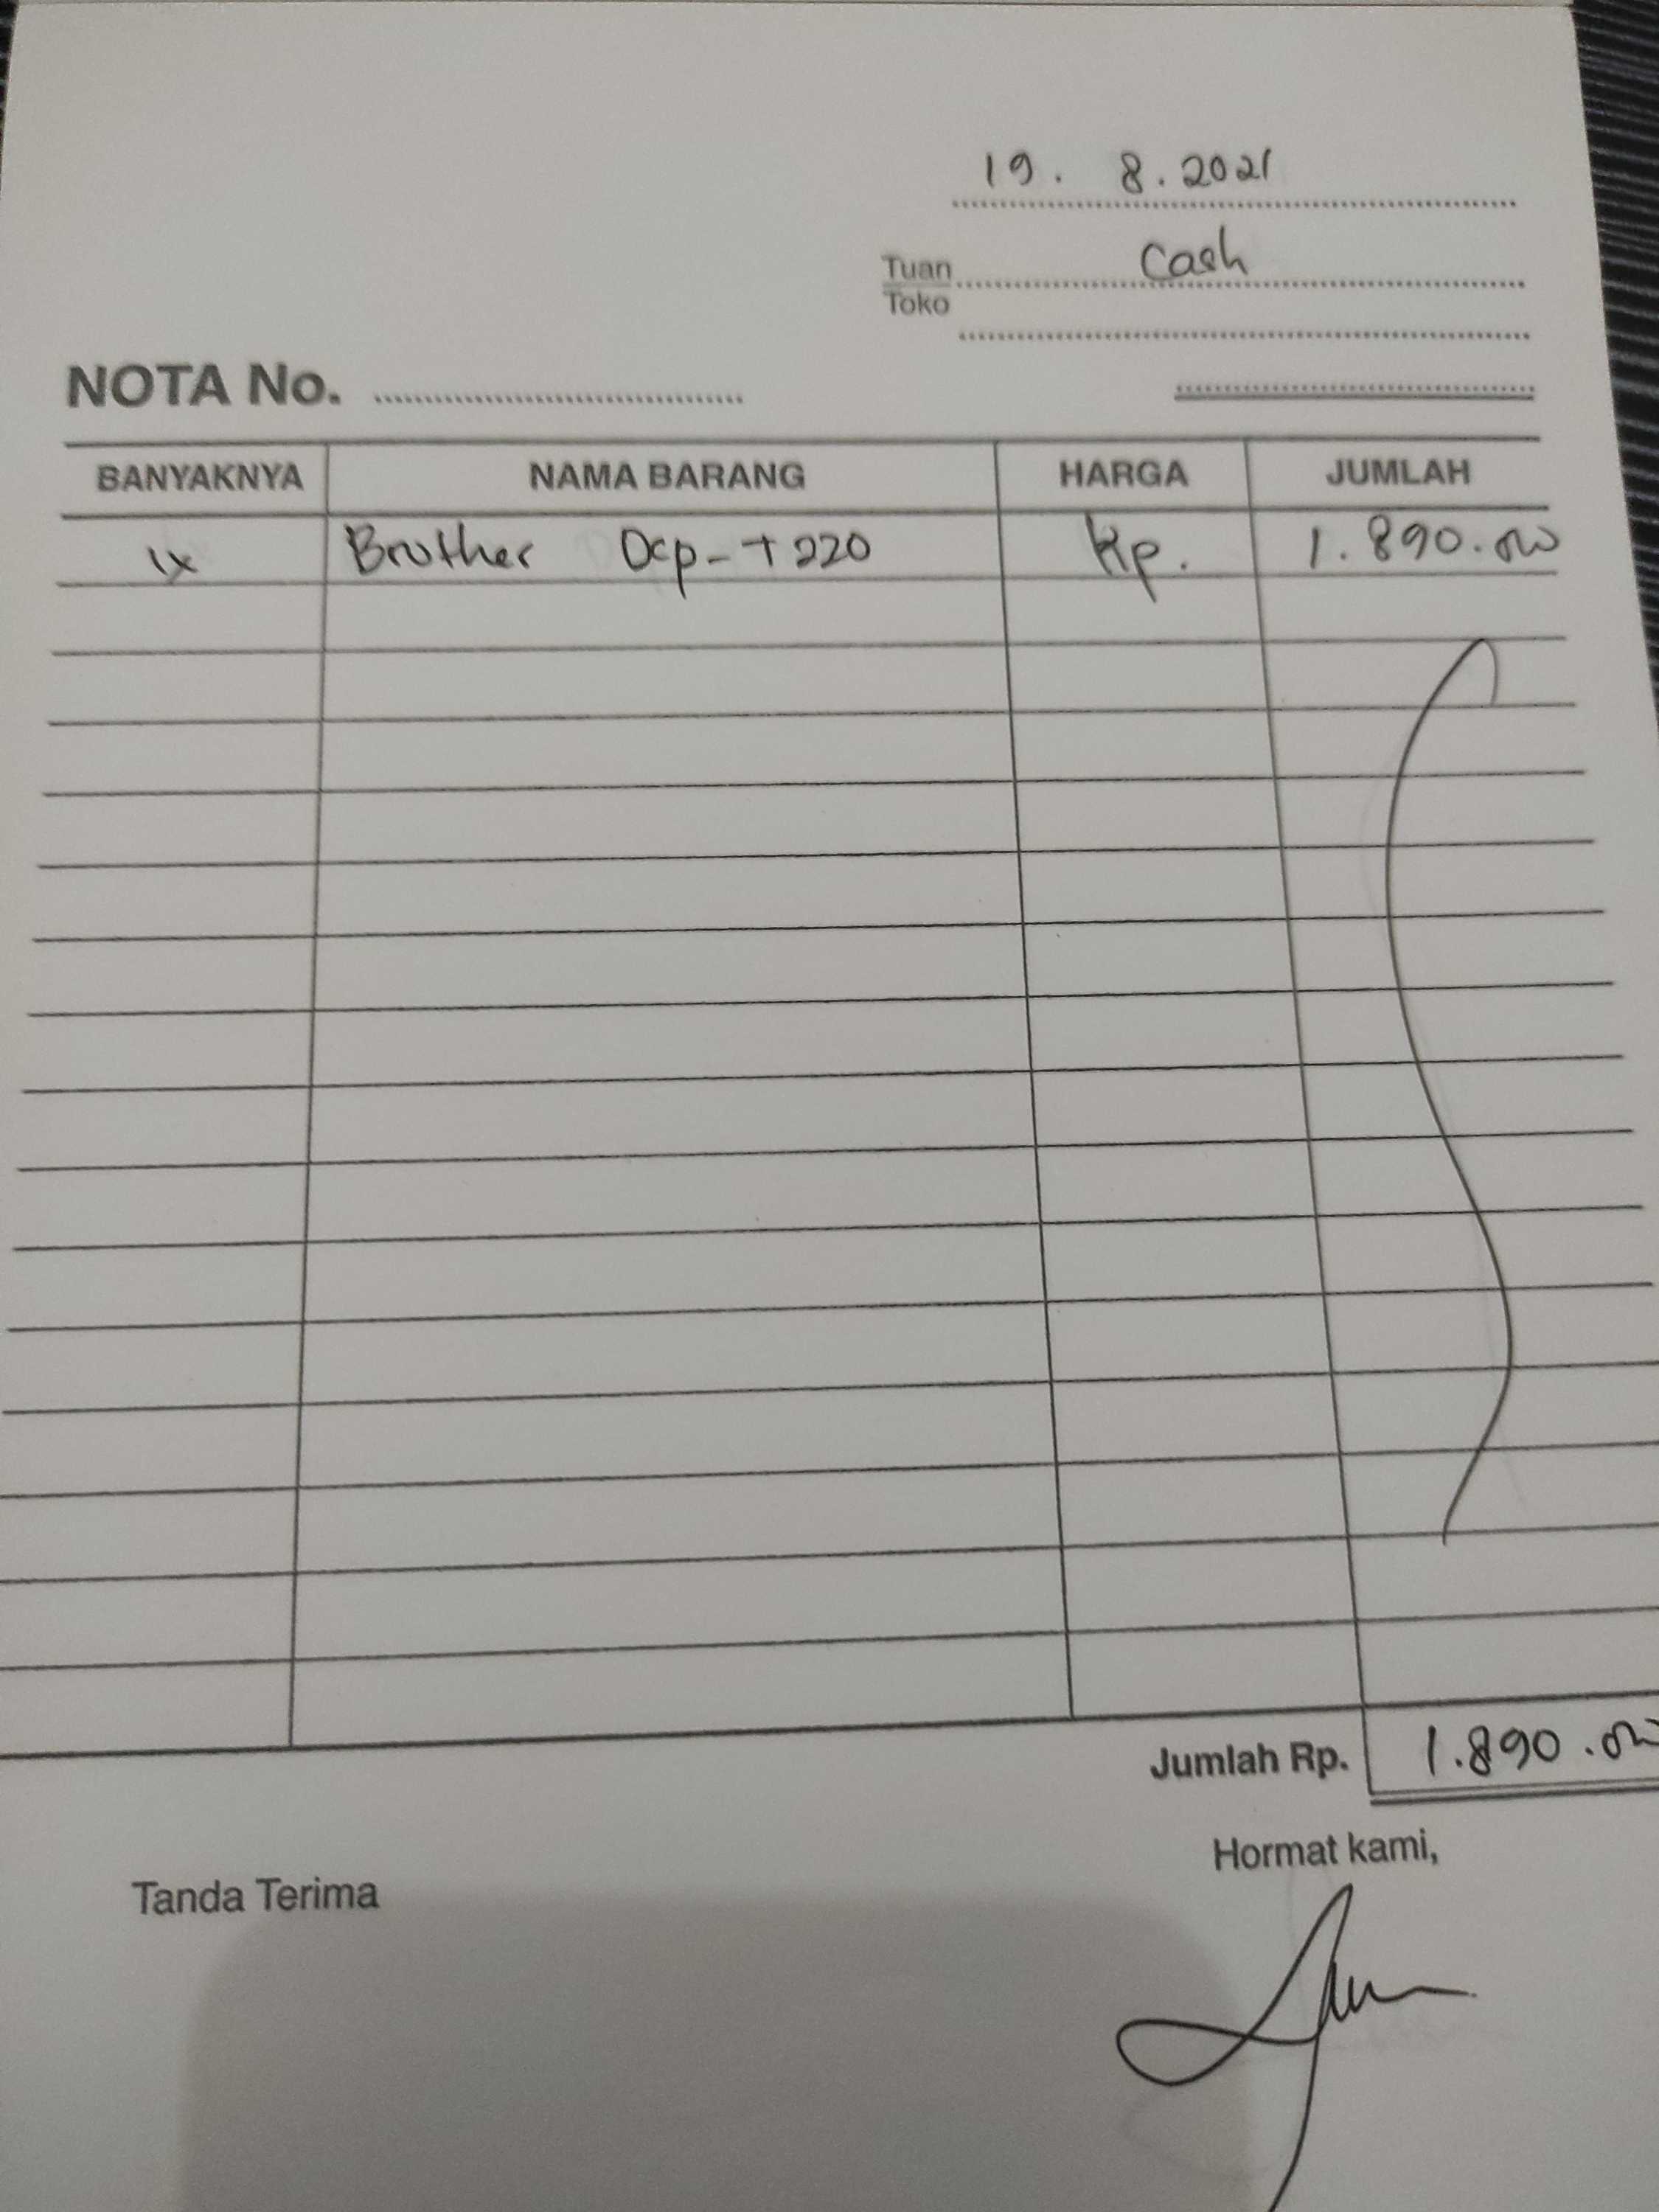 19. 8.2021
Tuan Cash
Toko
NOTA No.
BANYAKNYA NAMA BARANG HARGA JUMLAH
1x Brother Dcp-T220 Rp. 1.890.000
Jumlah Rp. 1.890.000
Hormat kami,
Tanda Terima